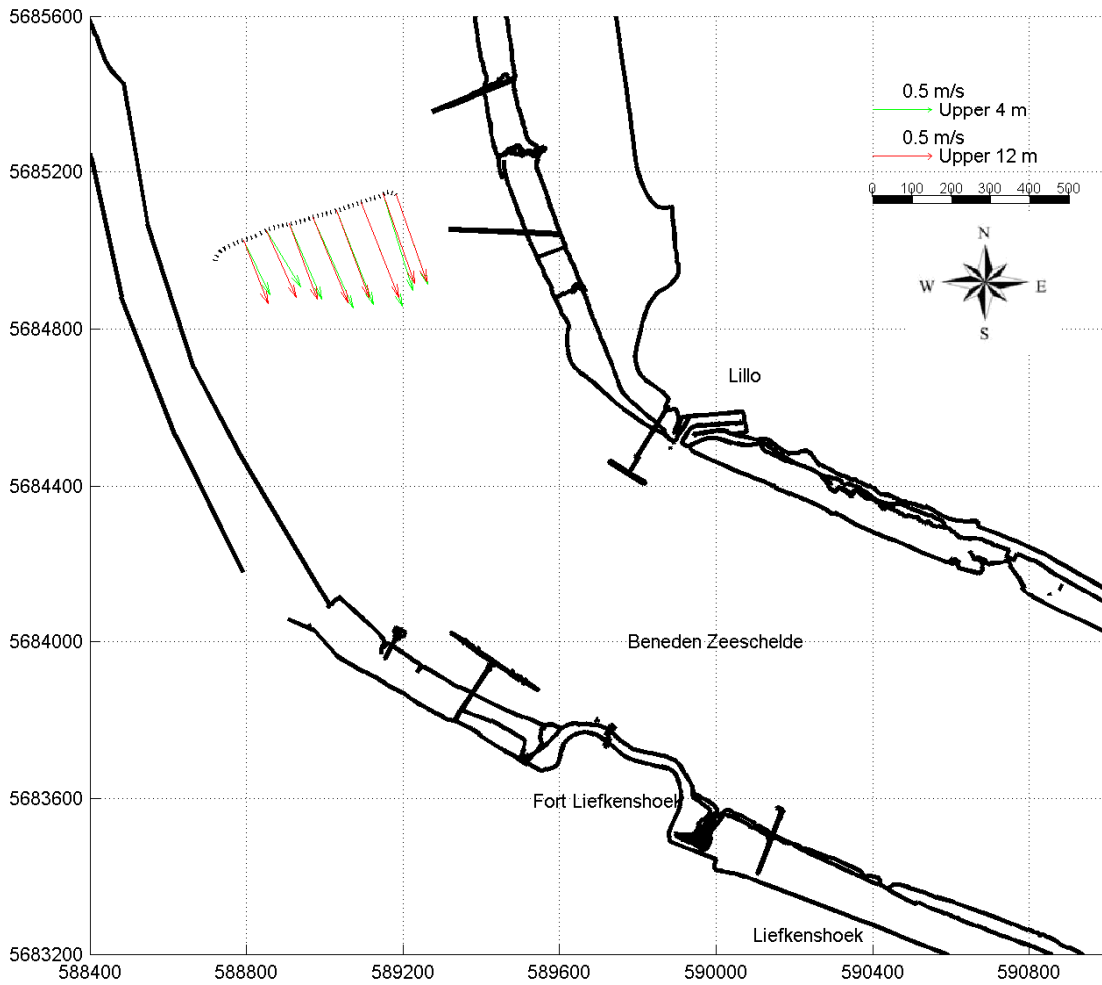 5685600
0.5 m/s
Upper 4 m
0.5 m/s
Upper 12 m
5685200
0 100 200 300 400 500
N
W E
S
5684800
Lillo
5684400
5684000
Beneden Zeeschelde
5683600
Fort Liefkenshoek
Liefkenshoek
5683200
588400 588800 589200 589600 590000 590400 590800